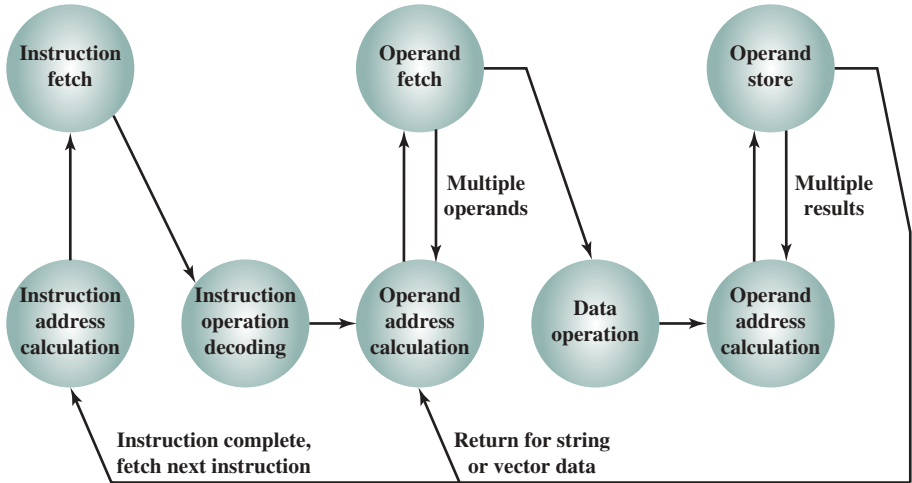 Instruction
fetch
Operand
fetch
Operand
store
Multiple
operands
Multiple
results
Instruction
address
calculation
Instruction
operation
decoding
Operand
address
calculation
Data
operation
Operand
address
calculation
Instruction complete,
fetch next instruction
Return for string
or vector data